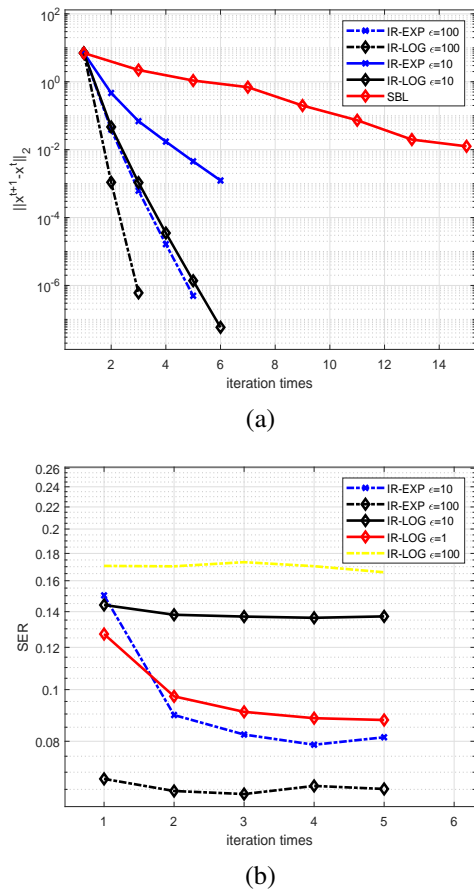 10^2
10^0
10^-2
10^-4
10^-6
||x^{t+1}-x^t||_2
IR-EXP ϵ=100
IR-LOG ϵ=100
IR-EXP ϵ=10
IR-LOG ϵ=10
SBL
2 4 6 8 10 12 14
iteration times
(a)
0.26
0.24
0.22
0.2
0.18
0.16
0.14
0.12
0.1
0.08
SER
IR-EXP ϵ=10
IR-EXP ϵ=100
IR-LOG ϵ=10
IR-LOG ϵ=1
IR-LOG ϵ=100
1 2 3 4 5 6
iteration times
(b)